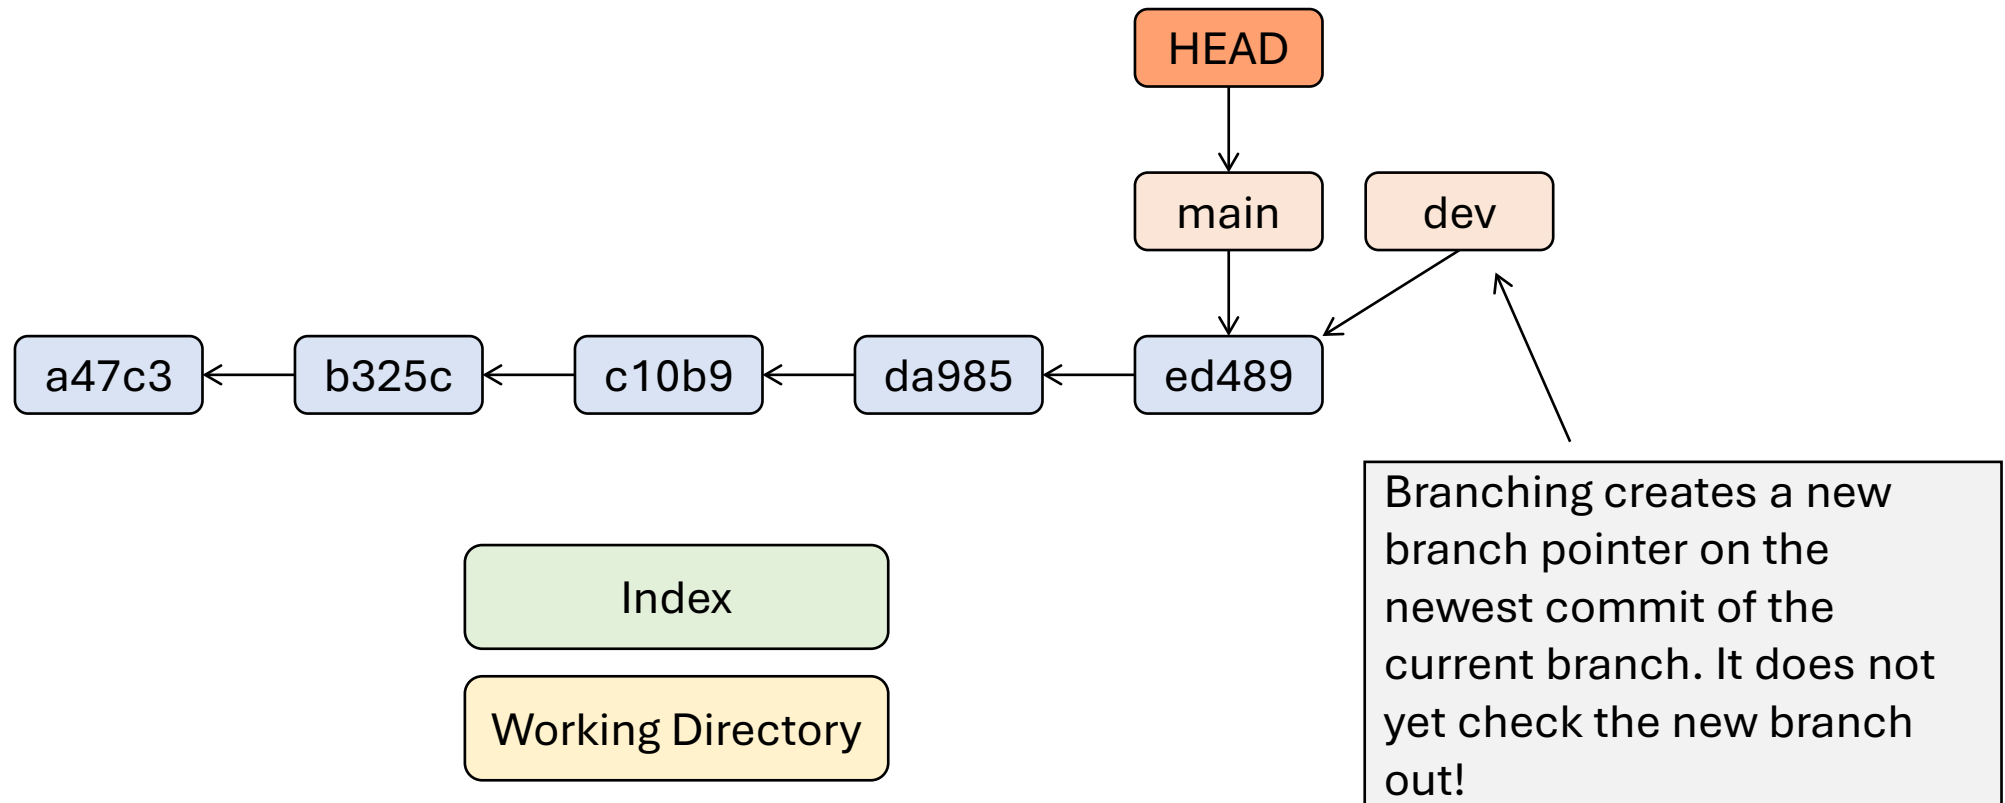 HEAD
main
dev
a47c3
b325c
c10b9
da985
ed489
Branching creates a new
branch pointer on the
newest commit of the
current branch. It does not
yet check the new branch
out!
Index
Working Directory